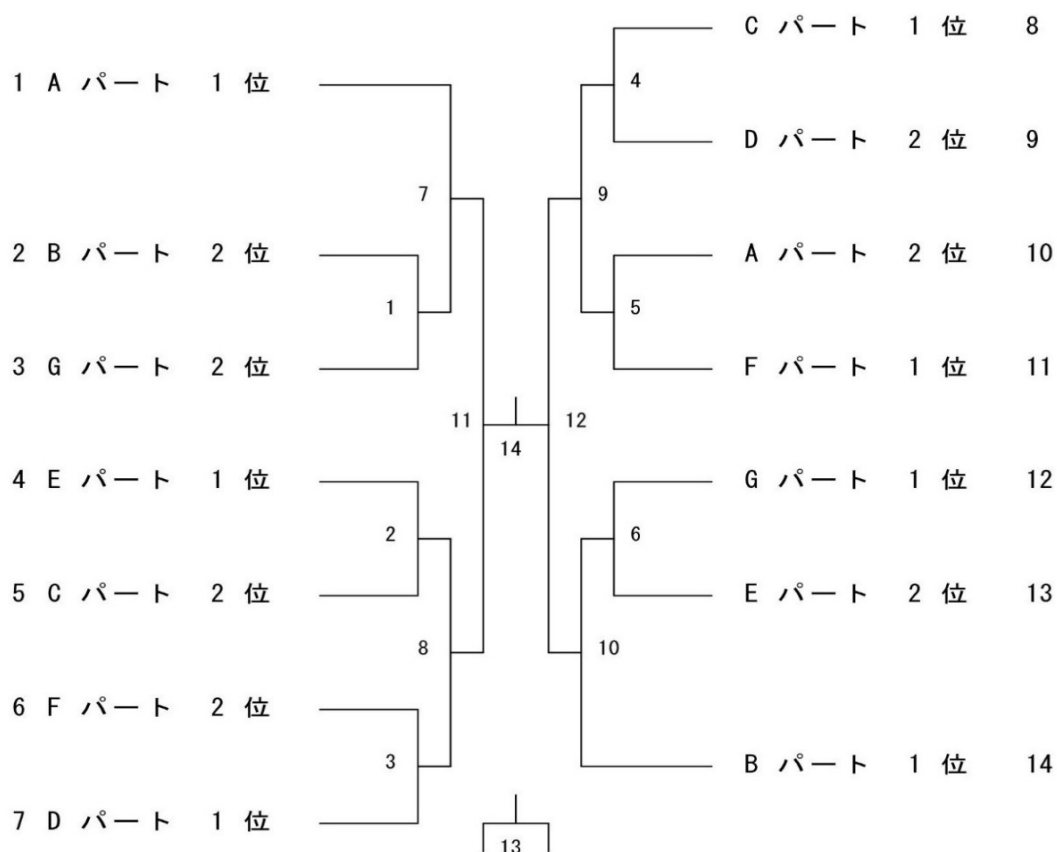 1 A パート 1 位
2 B パート 2 位
3 G パート 2 位
4 E パート 1 位
5 C パート 2 位
6 F パート 2 位
7 D パート 1 位
7
1
11
2
8
3
14
13
12
9
4
5
6
10
C パート 1 位 8
D パート 2 位 9
A パート 2 位 10
F パート 1 位 11
G パート 1 位 12
E パート 2 位 13
B パート 1 位 14